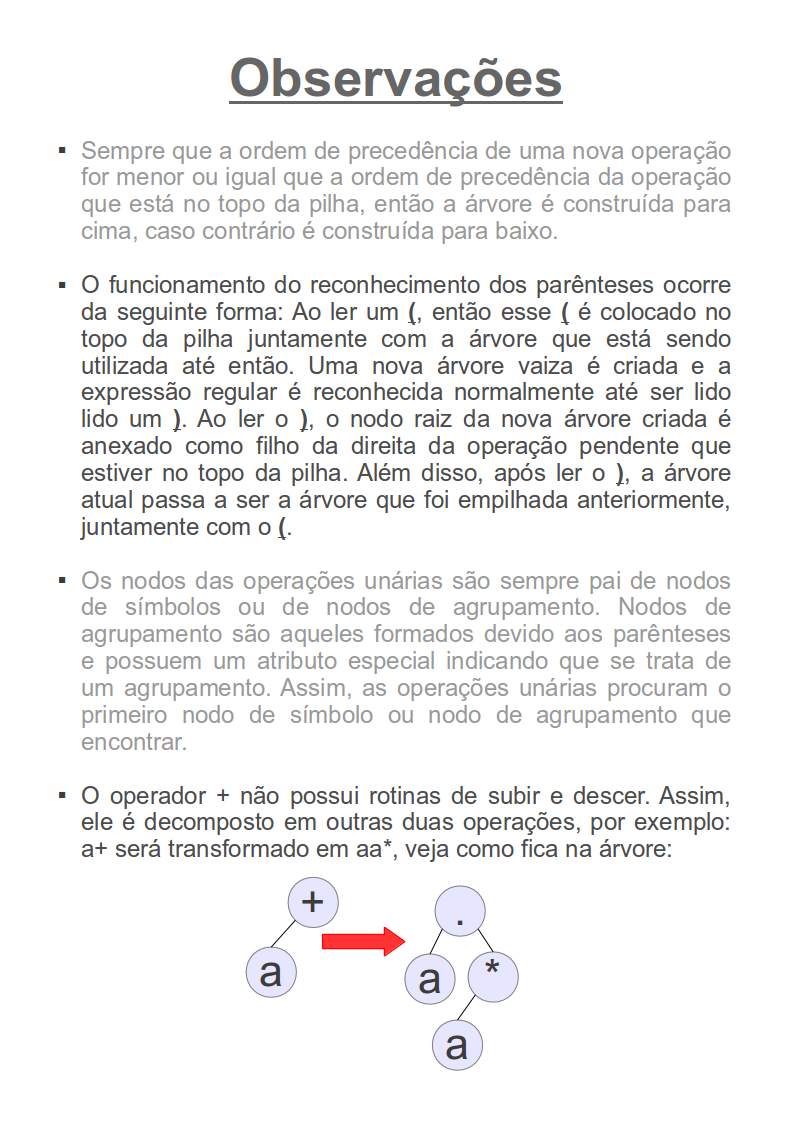 Observações
▪ Sempre que a ordem de precedência de uma nova operação
for menor ou igual que a ordem de precedência da operação
que está no topo da pilha, então a árvore é construída para
cima, caso contrário é construída para baixo.
▪ O funcionamento do reconhecimento dos parênteses ocorre
da seguinte forma: Ao ler um (, então esse ( é colocado no
topo da pilha juntamente com a árvore que está sendo
utilizada até então. Uma nova árvore vaiza é criada e a
expressão regular é reconhecida normalmente até ser lido
lido um ). Ao ler o ), o nodo raiz da nova árvore criada é
anexado como filho da direita da operação pendente que
estiver no topo da pilha. Além disso, após ler o ), a árvore
atual passa a ser a árvore que foi empilhada anteriormente,
juntamente com o (.
▪ Os nodos das operações unárias são sempre pai de nodos
de símbolos ou de nodos de agrupamento. Nodos de
agrupamento são aqueles formados devido aos parênteses
e possuem um atributo especial indicando que se trata de
um agrupamento. Assim, as operações unárias procuram o
primeiro nodo de símbolo ou nodo de agrupamento que
encontrar.
▪ O operador + não possui rotinas de subir e descer. Assim,
ele é decomposto em outras duas operações, por exemplo:
a+ será transformado em aa*, veja como fica na árvore:
+
a
.
a
*
a